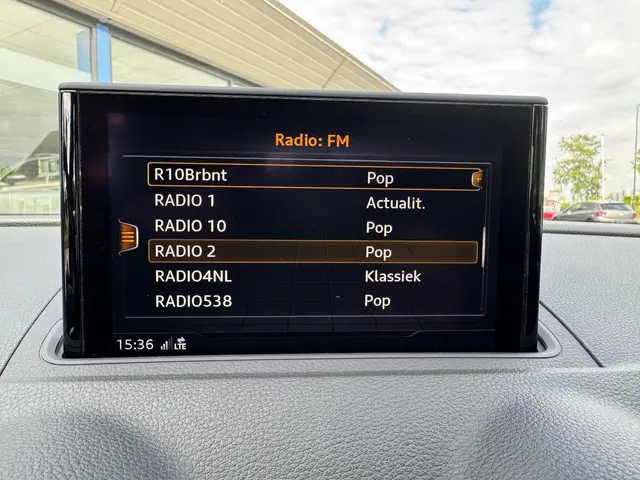 Radio: FM
R10Brbnt Pop
RADIO 1 Actualit.
RADIO 10 Pop
RADIO 2 Pop
RADIO4NL Klassiek
RADIO538 Pop
15:36 LTE